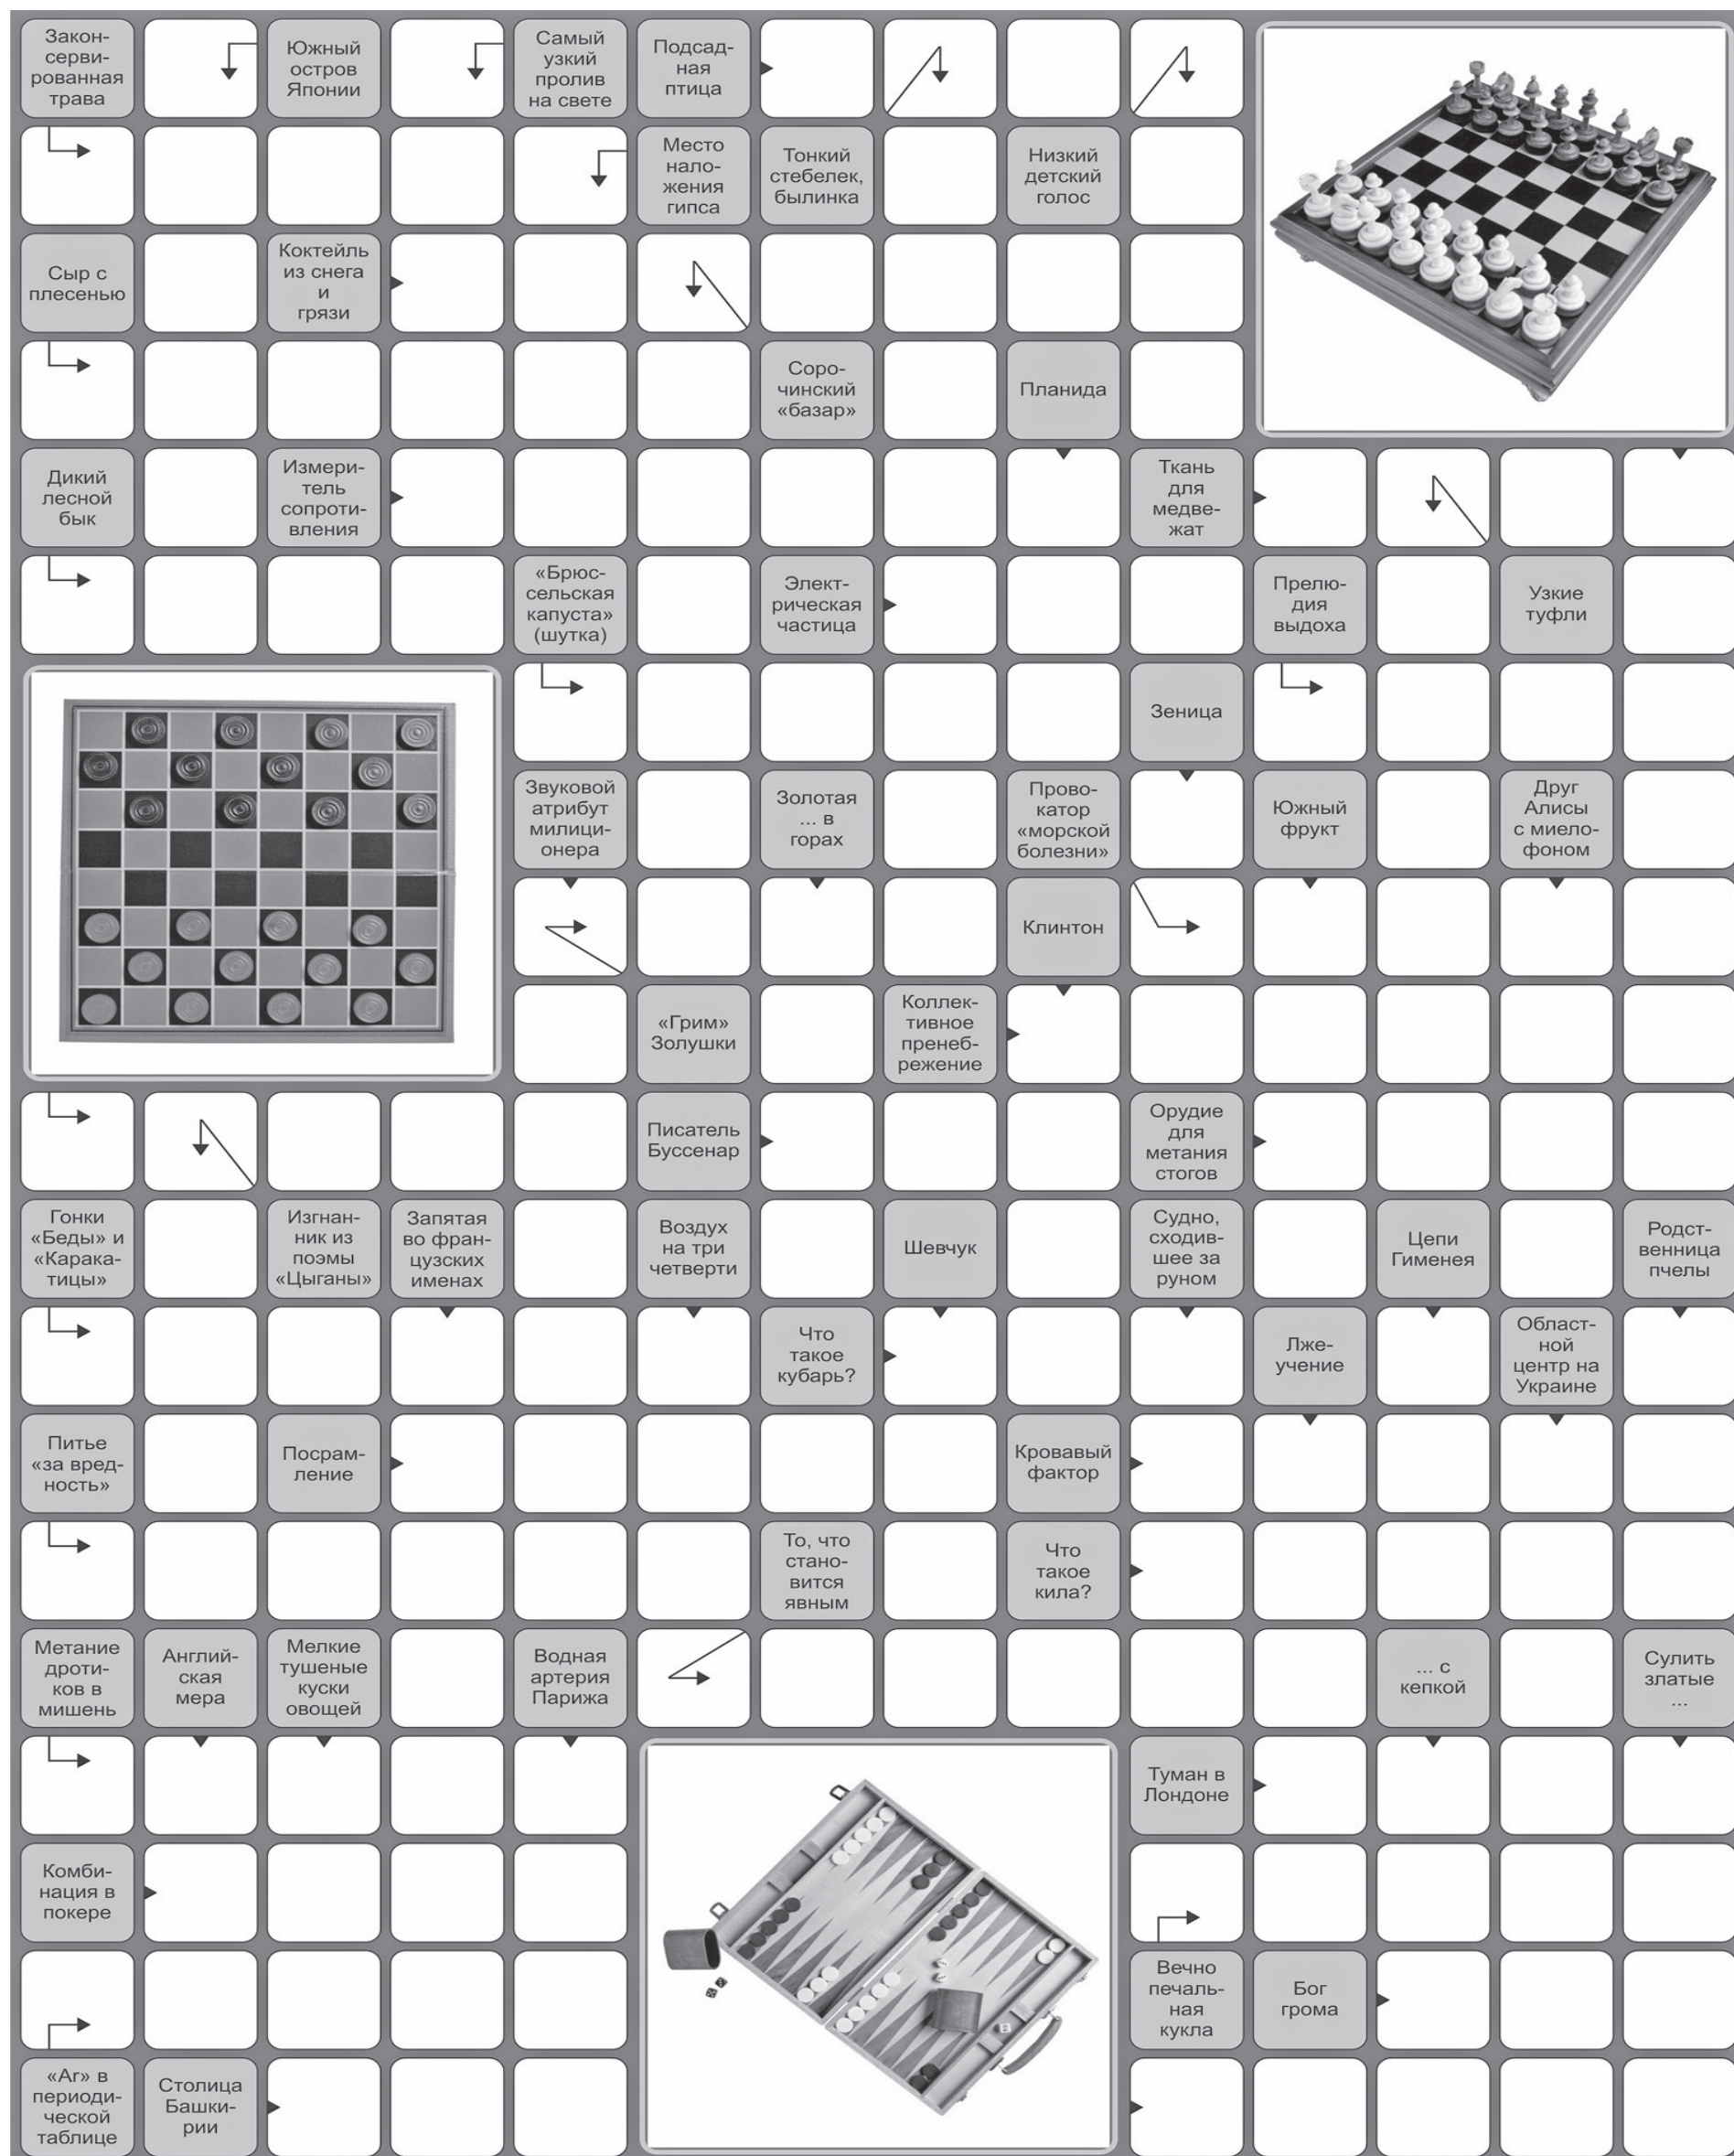 Закон-
серви-
рованная
трава
Южный
остров
Японии
Самый
узкий
пролив
на свете
Подсад-
ная
птица
Место
нало-
жения
гипса
Тонкий
стебелек,
былинка
Низкий
детский
голос
Сыр с
плесенью
Коктейль
из снега
и
грязи
Соро-
чинский
«базар»
Планида
Дикий
лесной
бык
Измери-
тель
сопроти-
вления
Ткань
для
медве-
жат
«Брюс-
сельская
капуста»
(шутка)
Элект-
рическая
частица
Прелю-
дия
выдоха
Узкие
туфли
Зеница
Звуковой
атрибут
милици-
онера
Золотая
... в
горах
Прово-
катор
«морской
болезни»
Южный
фрукт
Друг
Алисы
с миело-
фоном
Клинтон
«Грим»
Золушки
Коллек-
тивное
пренеб-
режение
Писатель
Буссенар
Орудие
для
метания
стогов
Гонки
«Беды» и
«Карака-
тицы»
Изгнан-
ник из
поэмы
«Цыганы»
Запятая
во фран-
цузских
именах
Воздух
на три
четверти
Шевчук
Судно,
сходив-
шее за
руном
Цепи
Гименея
Родст-
венница
пчелы
Что
такое
кубарь?
Лже-
учение
Област-
ной
центр на
Украине
Питье
«за вред-
ность»
Посрам-
ление
Кровавый
фактор
То, что
стано-
вится
явным
Что
такое
кила?
Метание
дроти-
ков в
мишень
Англий-
ская
мера
Мелкие
тушеные
куски
овощей
Водная
артерия
Парижа
... с
кепкой
Сулить
златые
...
Туман в
Лондоне
Комби-
нация в
покере
Вечно
печаль-
ная
кукла
Бог
грома
«Ar» в
периоди-
ческой
таблице
Столица
Башки-
рии